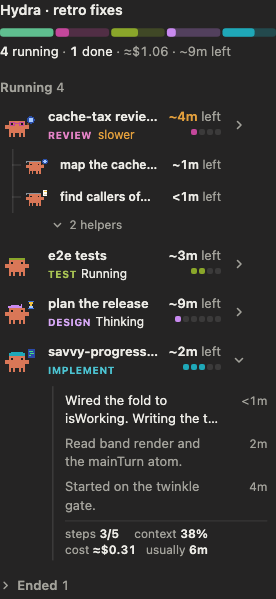 Hydra · retro fixes
4 running · 1 done · ≈$1.06 · ~9m left
Running 4
cache-tax revie... ~4m left
REVIEW slower
map the cache... ~1m left
find callers of... <1m left
2 helpers
e2e tests ~3m left
TEST Running
plan the release ~9m left
DESIGN Thinking
savvy-progress... ~2m left
IMPLEMENT
Wired the fold to <1m
isWorking. Writing the t...
Read band render and 2m
the mainTurn atom.
Started on the twinkle 4m
gate.
steps 3/5 context 38%
cost ≈$0.31 usually 6m
Ended 1